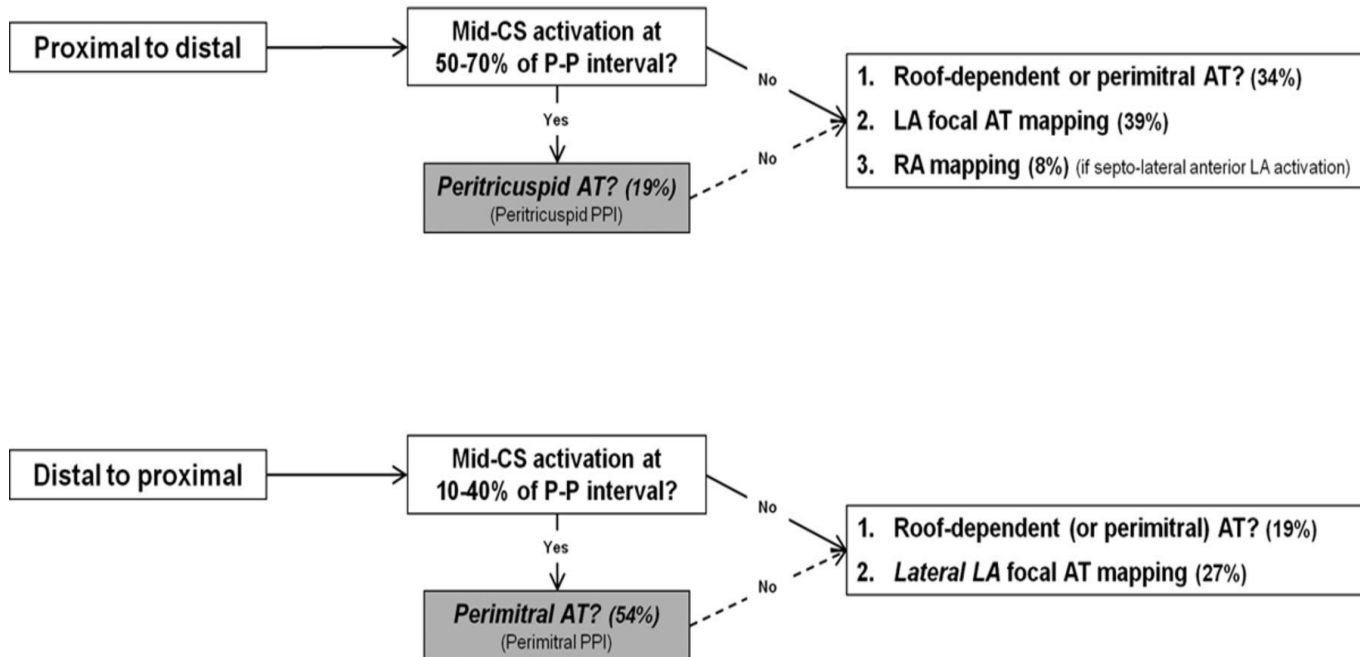 Proximal to distal
Mid-CS activation at
50-70% of P-P interval?
No
Yes
No
Peritricuspid AT? (19%)
(Peritricuspid PPI)
1. Roof-dependent or perimitral AT? (34%)
2. LA focal AT mapping (39%)
3. RA mapping (8%) (if septo-lateral anterior LA activation)
Distal to proximal
Mid-CS activation at
10-40% of P-P interval?
No
Yes
No
Perimitral AT? (54%)
(Perimitral PPI)
1. Roof-dependent (or perimitral) AT? (19%)
2. Lateral LA focal AT mapping (27%)